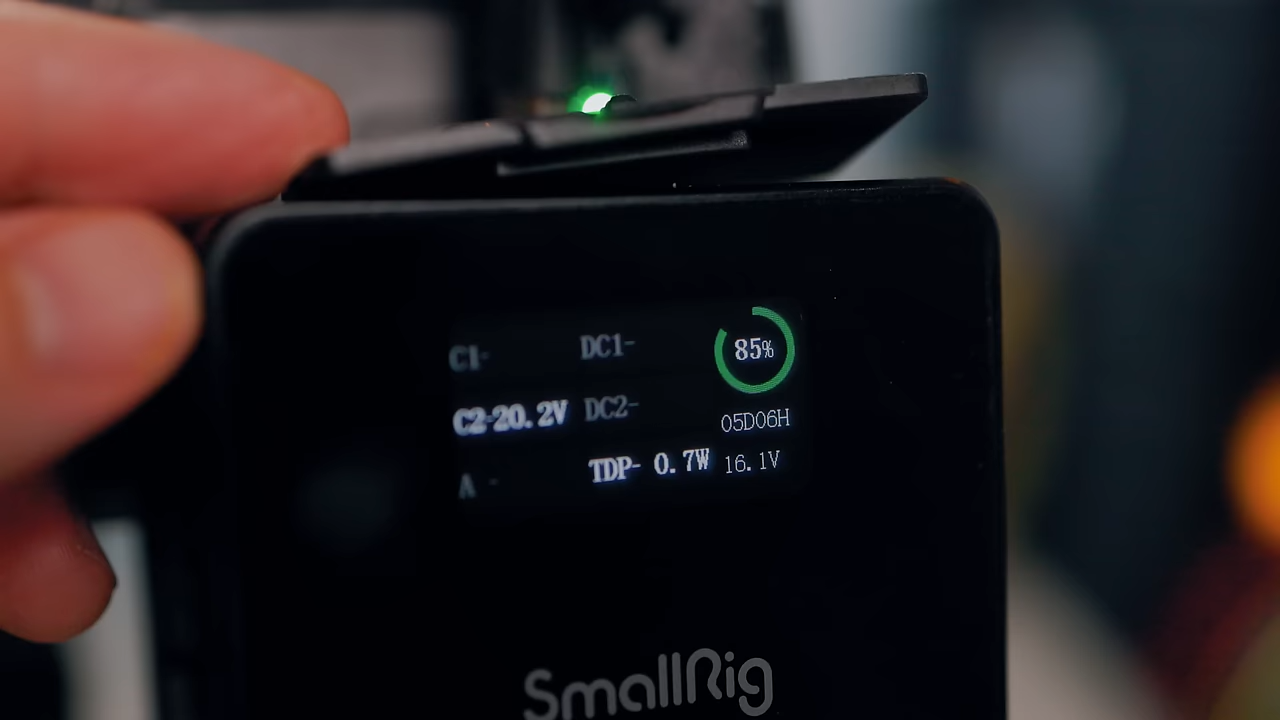 C1- DC1- 85%
C2-20.2V DC2- 05D06H
A - TDP- 0.7W 16.1V
SmallRig